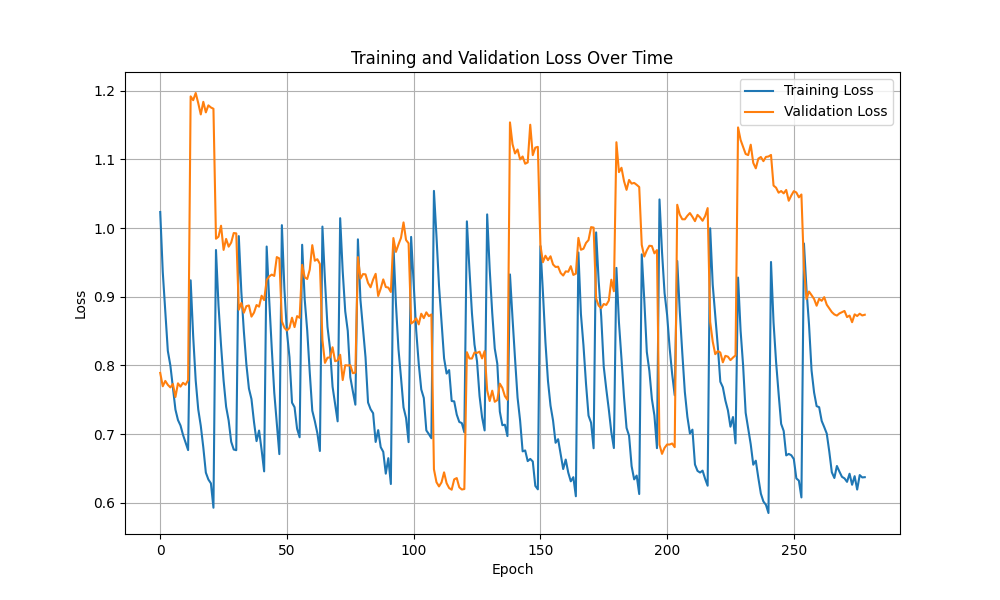 Training and Validation Loss Over Time
Training Loss
Validation Loss
1.2
1.1
1.0
0.9
0.8
0.7
0.6
Loss
0 50 100 150 200 250
Epoch